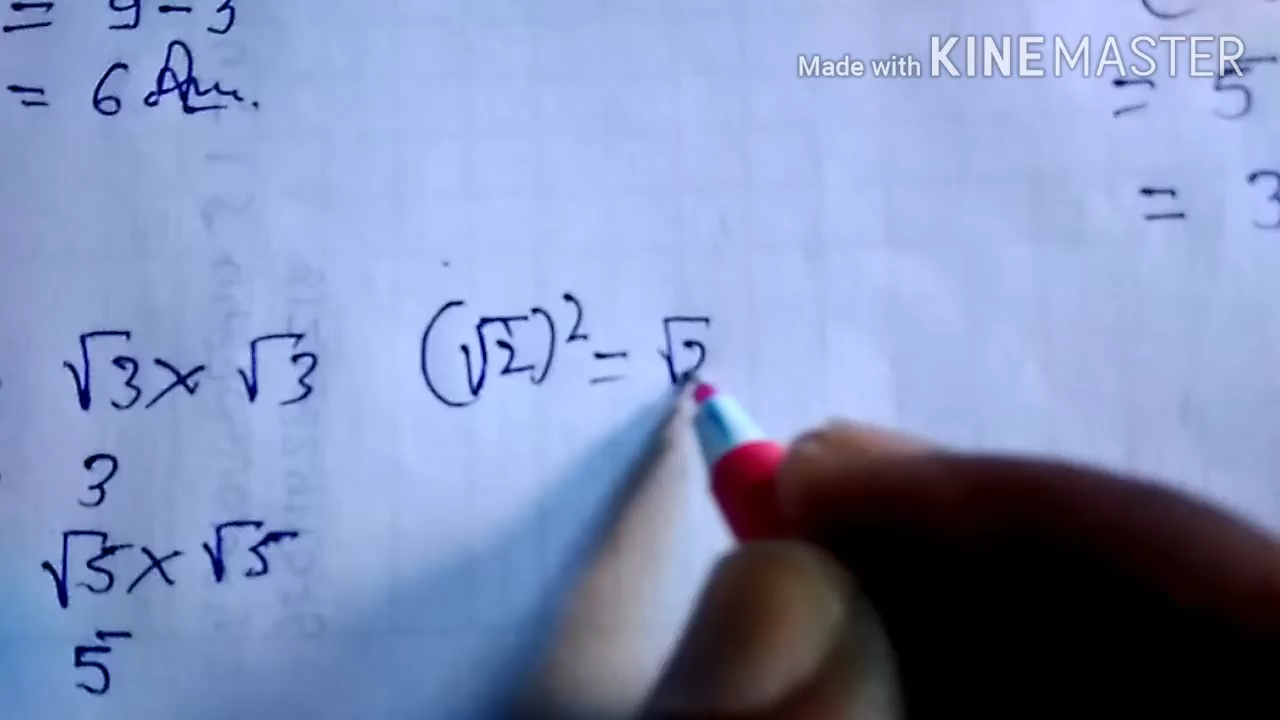 = 9-3
Made with KINEMASTER
= 6 Ans.
= 5
= 3
√3 × √3
(√2)² = √2
3
√5 × √5
5